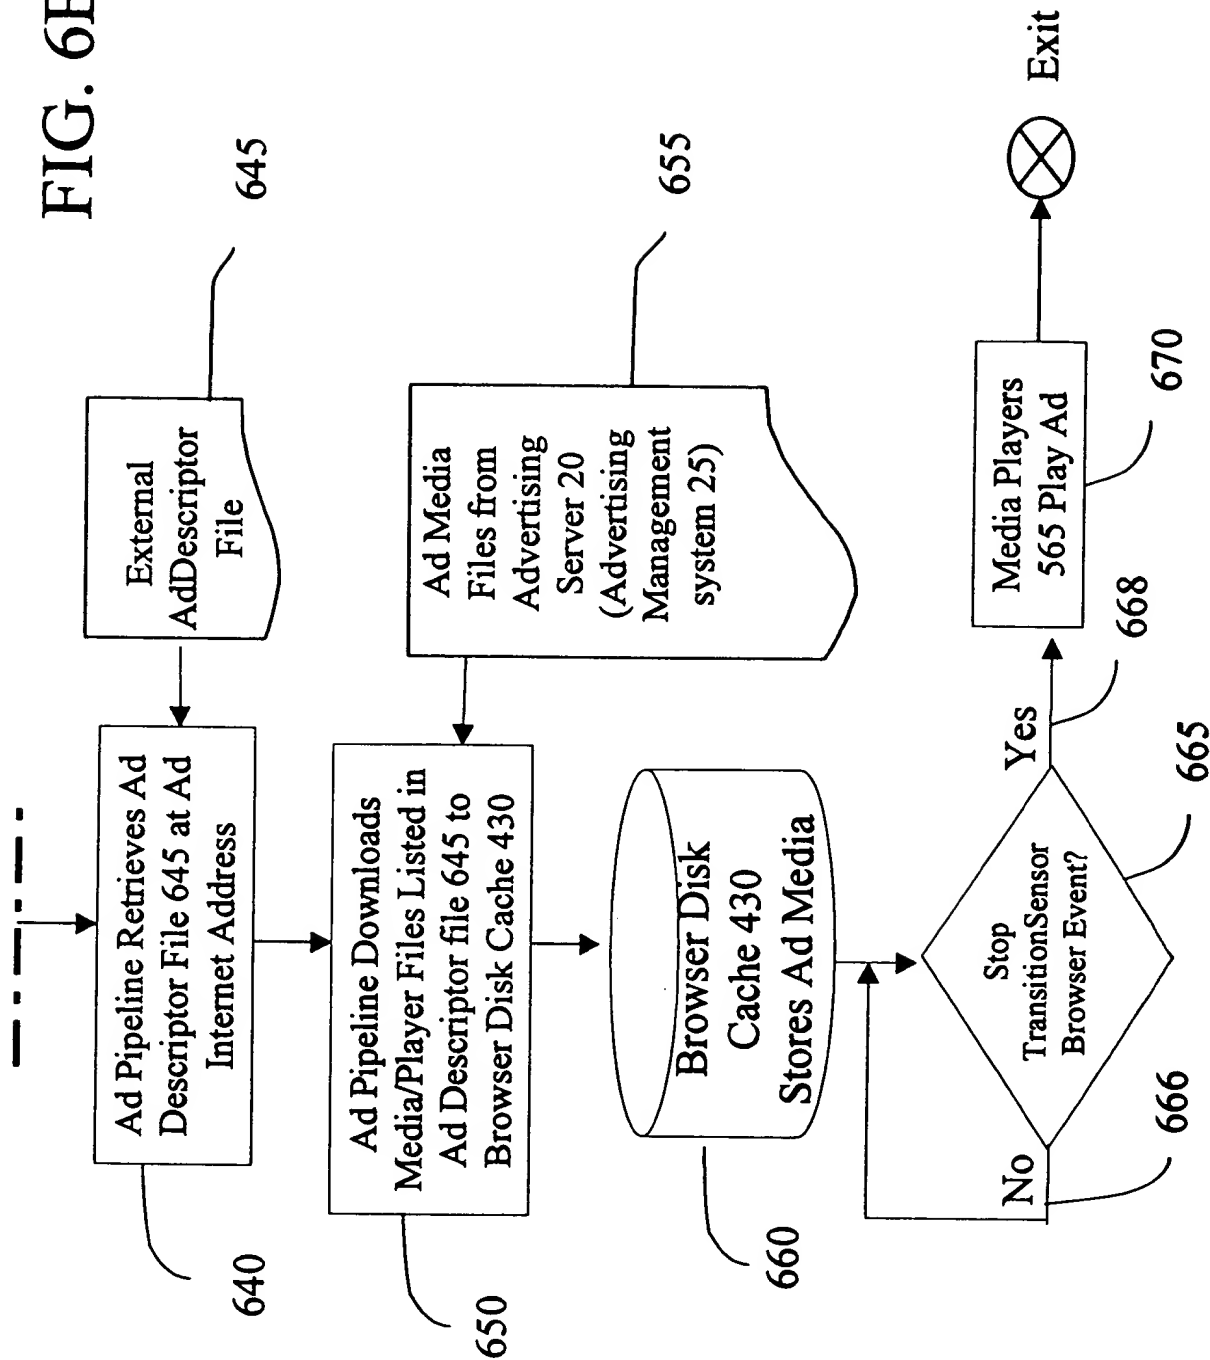 FIG. 6B
External
AdDescriptor
File
645
Ad Pipeline Retrieves Ad
Descriptor File 645 at Ad
Internet Address
640
Ad Media
Files from
Advertising
Server 20
(Advertising
Management
system 25)
655
Ad Pipeline Downloads
Media/Player Files Listed in
Ad Descriptor file 645 to
Browser Disk Cache 430
650
Browser Disk
Cache 430
Stores Ad Media
660
Stop
TransitionSensor
Browser Event?
665
No
666
Yes
668
Media Players
565 Play Ad
670
Exit